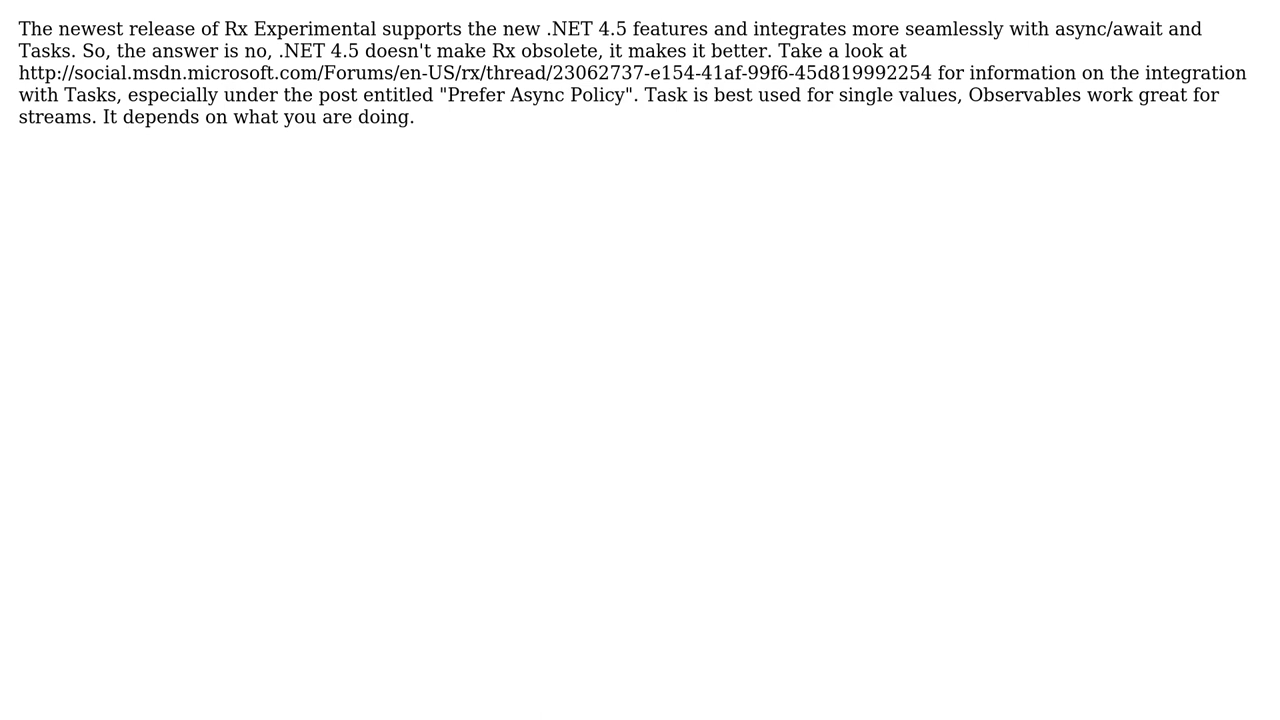 The newest release of Rx Experimental supports the new .NET 4.5 features and integrates more seamlessly with async/await and
Tasks. So, the answer is no, .NET 4.5 doesn't make Rx obsolete, it makes it better. Take a look at
http://social.msdn.microsoft.com/Forums/en-US/rx/thread/23062737-e154-41af-99f6-45d819992254 for information on the integration
with Tasks, especially under the post entitled "Prefer Async Policy". Task is best used for single values, Observables work great for
streams. It depends on what you are doing.